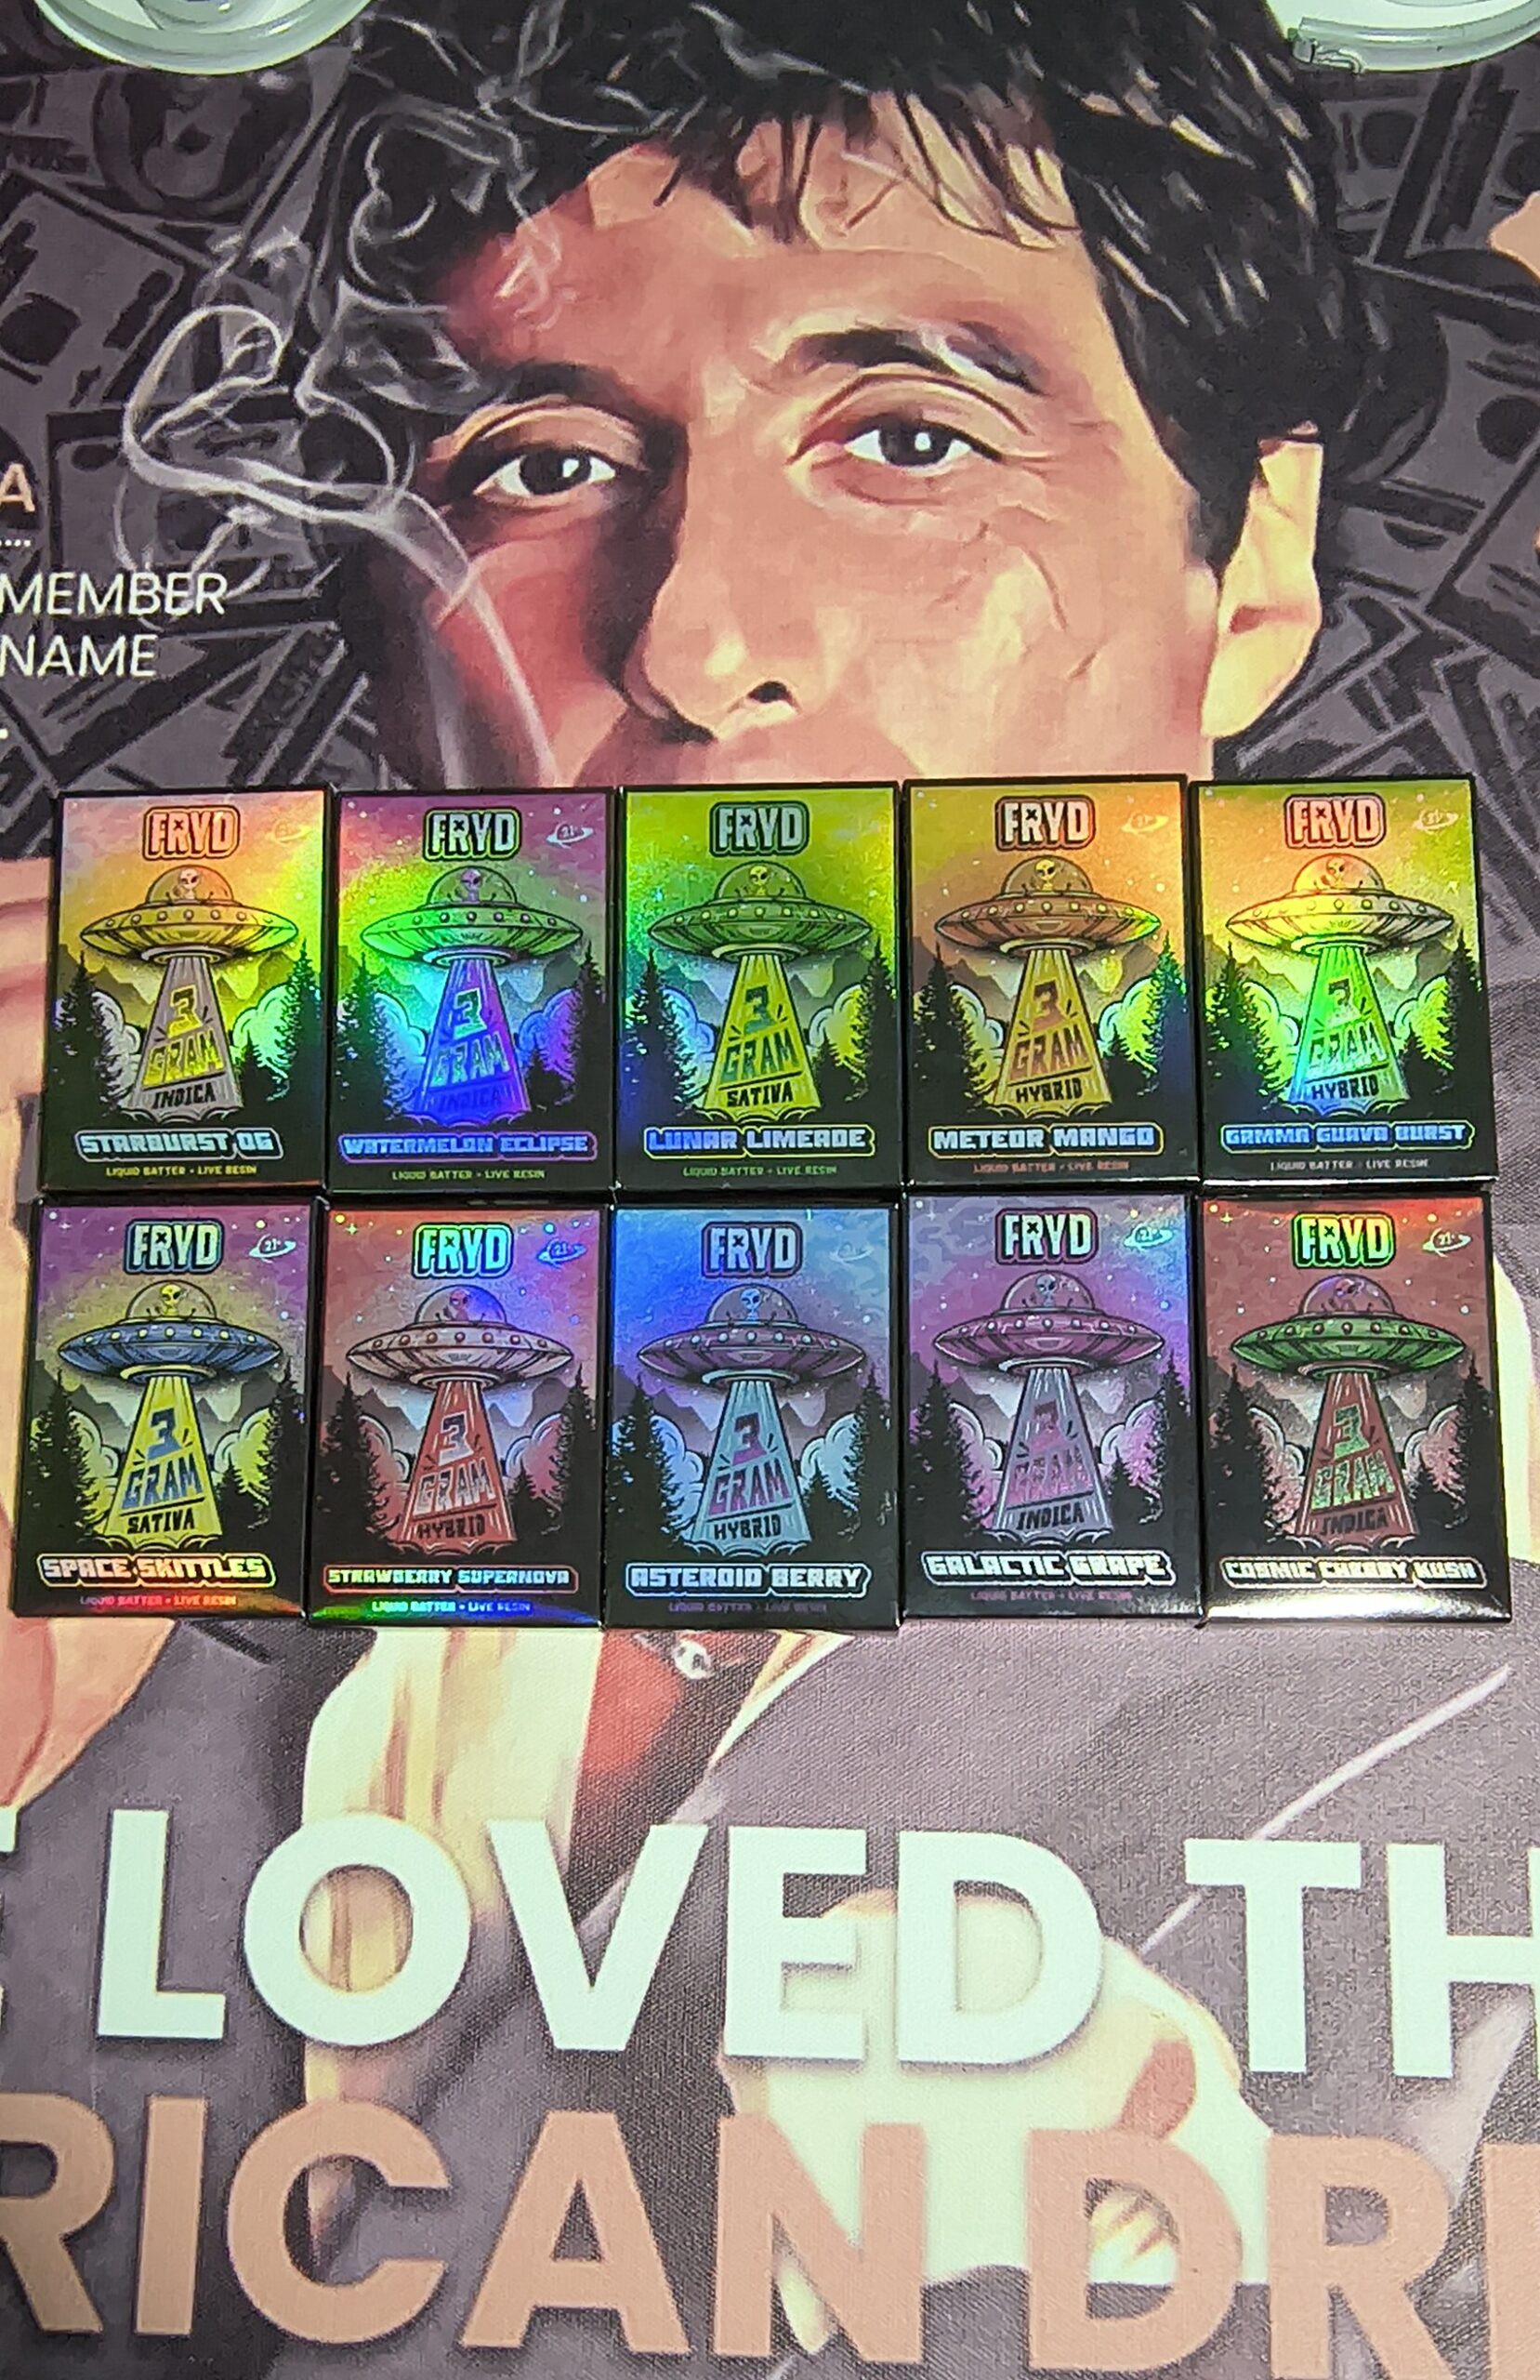 A
MEMBER
NAME
FRYD
3
GRAM
INDICA
STARBURST OG
LIQUID BATTER - LIVE RESIN
FRYD
21+
3
GRAM
INDICA
WATERMELON ECLIPSE
LIQUID BATTER - LIVE RESIN
FRYD
3
GRAM
SATIVA
LUNAR LIMEADE
LIQUID BATTER - LIVE RESIN
FRYD
21+
3
GRAM
HYBRID
METEOR MANGO
LIQUID BATTER - LIVE RESIN
FRYD
21+
3
GRAM
HYBRID
GAMMA GUAVA BURST
LIQUID BATTER - LIVE RESIN
FRYD
21+
3
GRAM
SATIVA
SPACE SKITTLES
LIQUID BATTER - LIVE RESIN
FRYD
21+
3
GRAM
HYBRID
STRAWBERRY SUPERNOVA
LIQUID BATTER - LIVE RESIN
FRYD
3
GRAM
HYBRID
ASTEROID BERRY
LIQUID BATTER - LIVE RESIN
FRYD
21+
3
GRAM
INDICA
GALACTIC GRAPE
LIQUID BATTER - LIVE RESIN
FRYD
21+
3
GRAM
INDICA
COSMIC CHERRY KUSH
LOVED TH
RICAN DR